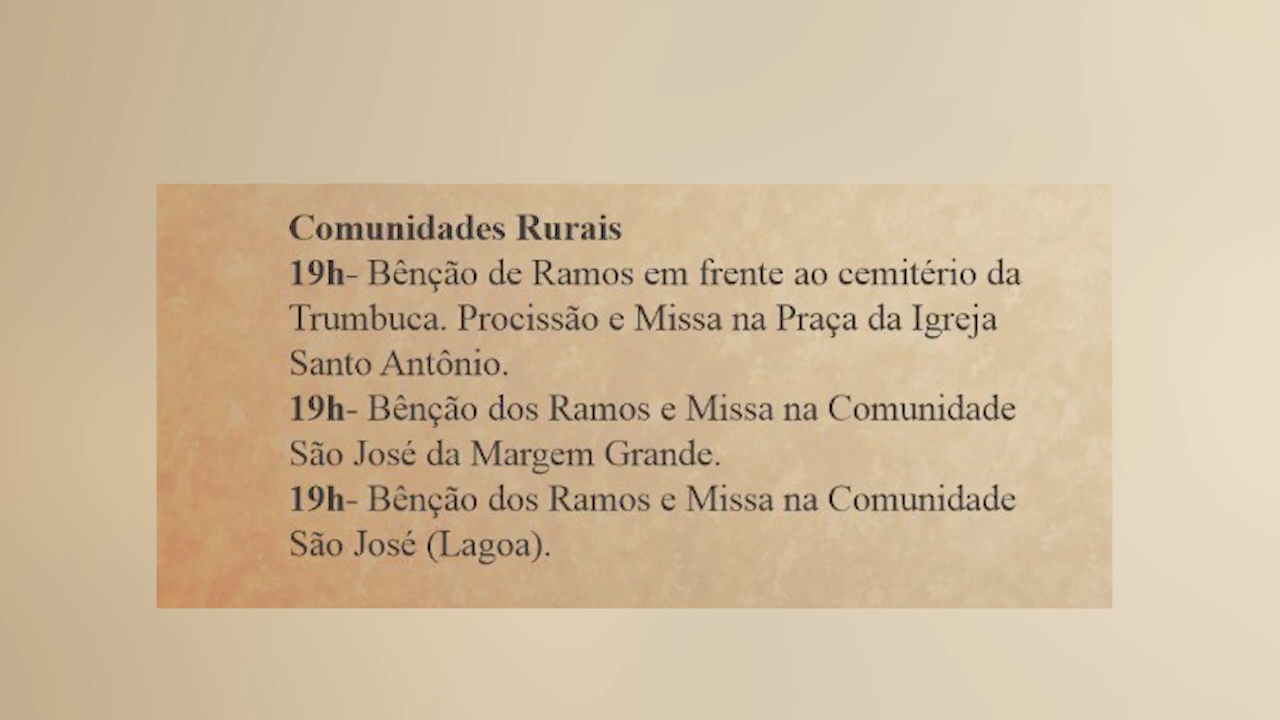 Comunidades Rurais
19h- Bênção de Ramos em frente ao cemitério da
Trumbuca. Procissão e Missa na Praça da Igreja
Santo Antônio.
19h- Bênção dos Ramos e Missa na Comunidade
São José da Margem Grande.
19h- Bênção dos Ramos e Missa na Comunidade
São José (Lagoa).